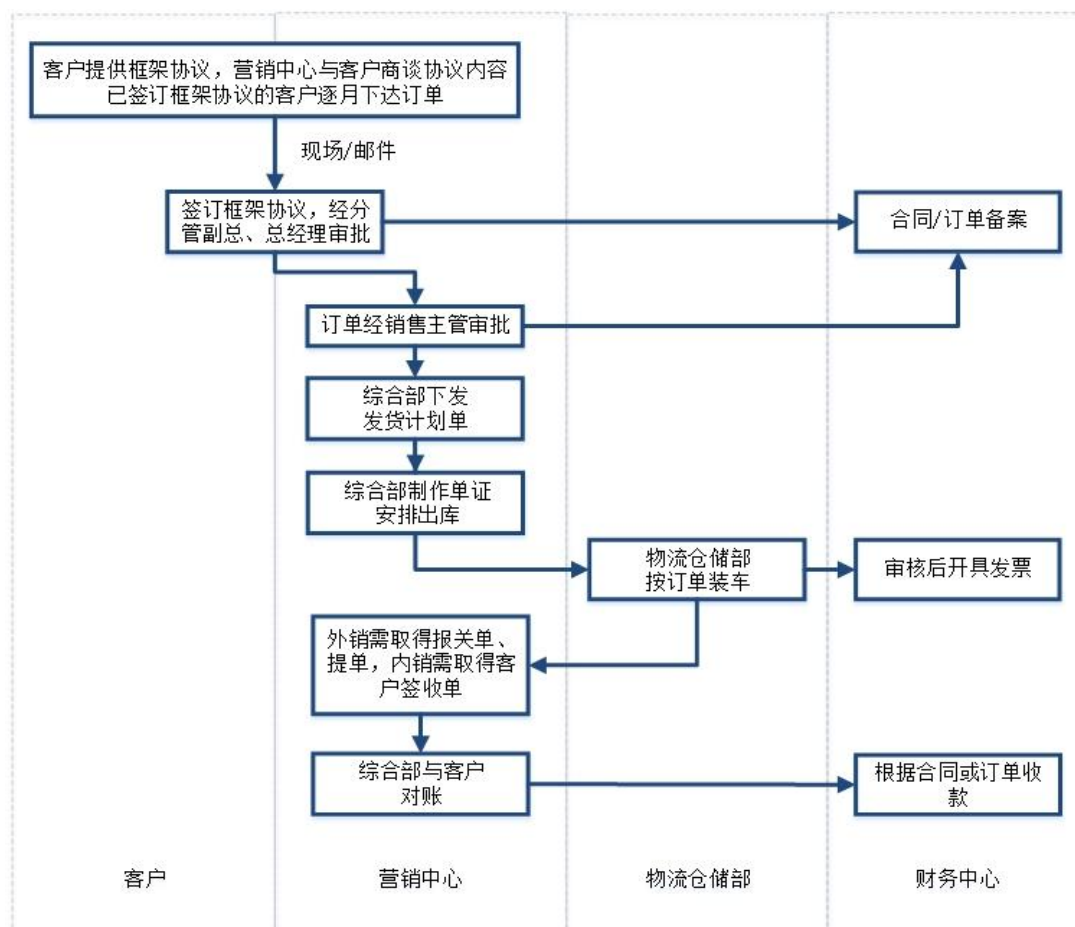 客户提供框架协议，营销中心与客户商谈协议内容
已签订框架协议的客户逐月下达订单
现场/邮件
签订框架协议，经分
管副总、总经理审批
合同/订单备案
订单经销售主管审批
综合部下发
发货计划单
综合部制作单证
安排出库
物流仓储部
按订单装车
审核后开具发票
外销需取得报关单、
提单，内销需取得客
户签收单
综合部与客户
对账
根据合同或订单收
款
客户
营销中心
物流仓储部
财务中心